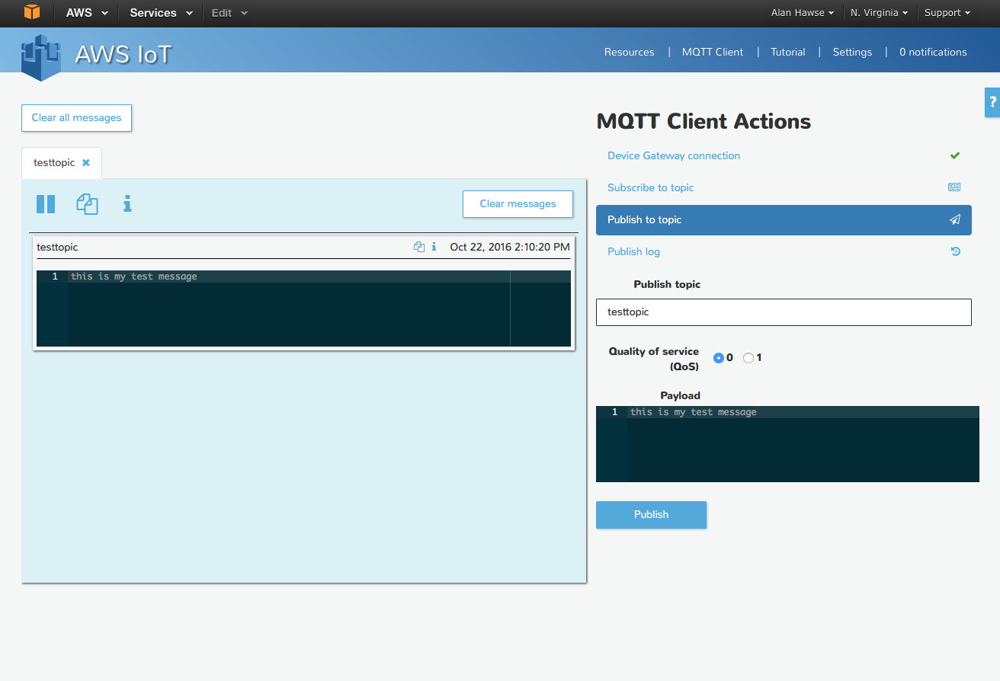 AWS Services Edit Alan Hawse N. Virginia Support
AWS IoT Resources | MQTT Client | Tutorial | Settings | 0 notifications
?
Clear all messages
testtopic
Clear messages
testtopic Oct 22, 2016 2:10:20 PM
1 this is my test message
MQTT Client Actions
Device Gateway connection
Subscribe to topic
Publish to topic
Publish log
Publish topic
testtopic
Quality of service
(QoS)
0 1
Payload
1 this is my test message
Publish